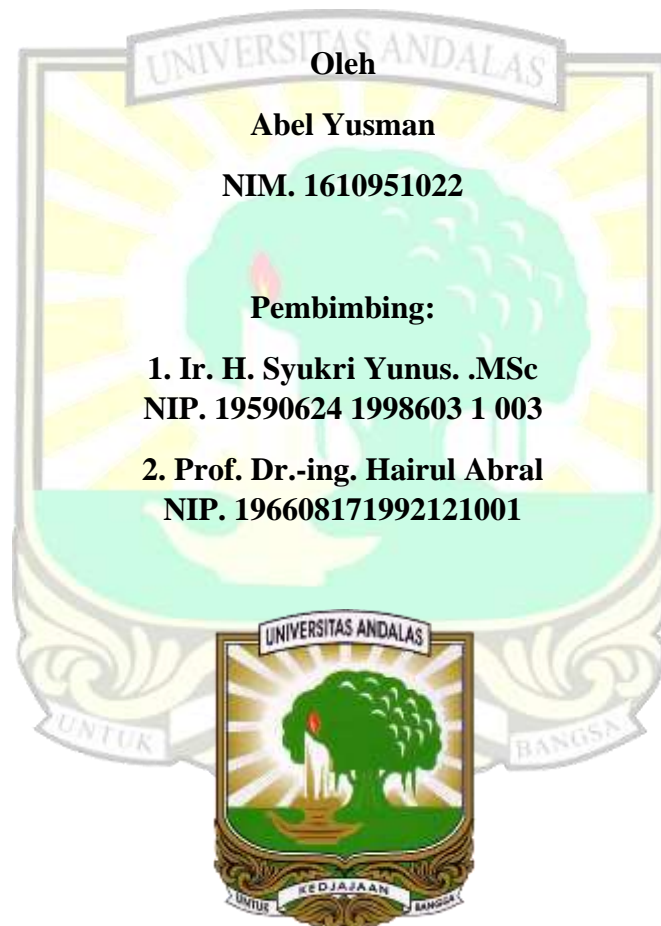 UNIVERSITAS ANDALAS
Oleh
Abel Yusman
NIM. 1610951022
Pembimbing:
1. Ir. H. Syukri Yunus. .MSc
NIP. 19590624 1998603 1 003
2. Prof. Dr.-ing. Hairul Abral
NIP. 196608171992121001
UNIVERSITAS ANDALAS
UNTUK BANGSA
UNTUK KEDJAJAAN BANGSA